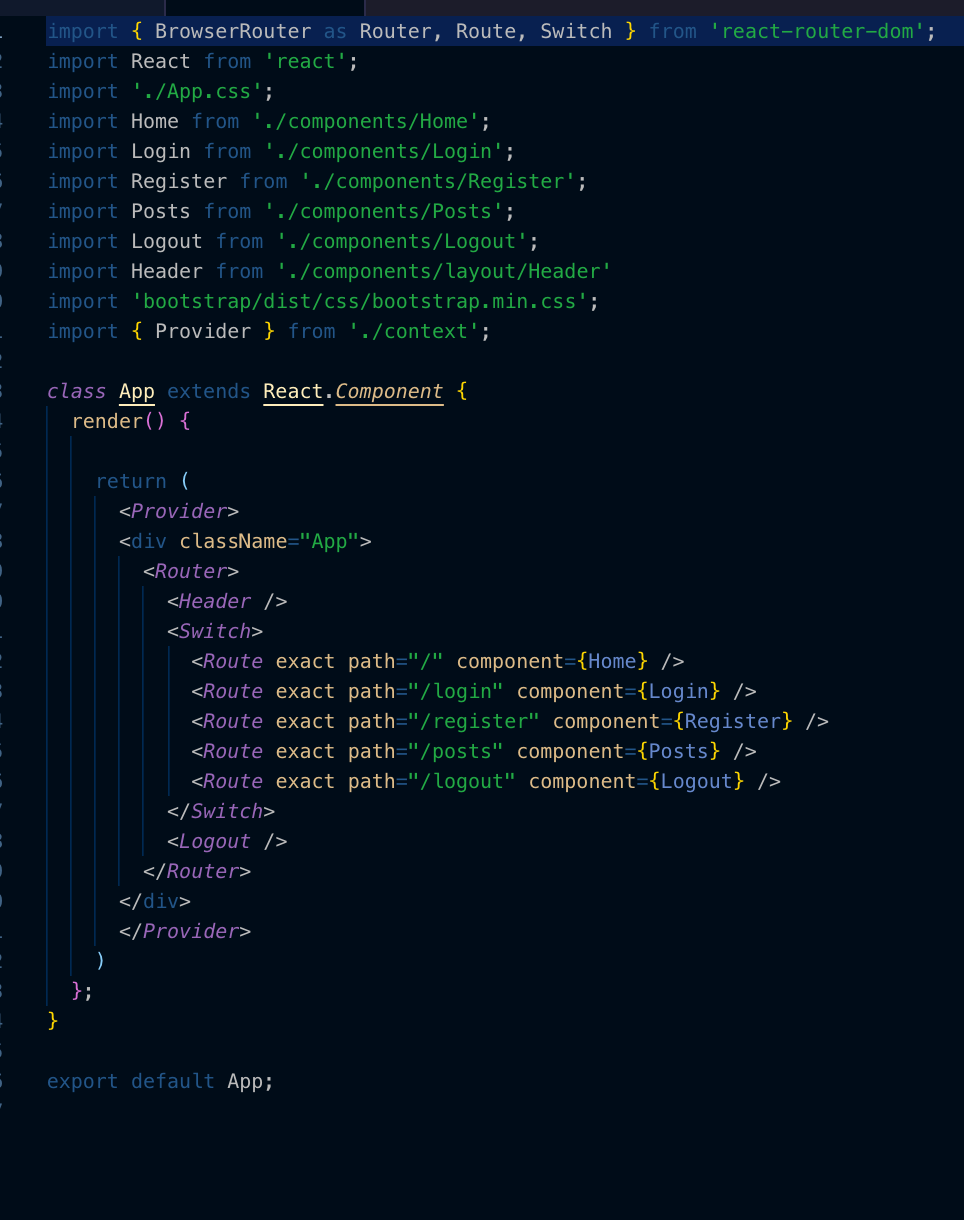 import { BrowserRouter as Router, Route, Switch } from 'react-router-dom';
import React from 'react';
import './App.css';
import Home from './components/Home';
import Login from './components/Login';
import Register from './components/Register';
import Posts from './components/Posts';
import Logout from './components/Logout';
import Header from './components/layout/Header'
import 'bootstrap/dist/css/bootstrap.min.css';
import { Provider } from './context';

class App extends React.Component {
  render() {

    return (
      <Provider>
      <div className="App">
        <Router>
          <Header />
          <Switch>
            <Route exact path="/" component={Home} />
            <Route exact path="/login" component={Login} />
            <Route exact path="/register" component={Register} />
            <Route exact path="/posts" component={Posts} />
            <Route exact path="/logout" component={Logout} />
          </Switch>
          <Logout />
        </Router>
      </div>
      </Provider>
    )
  };
}

export default App;